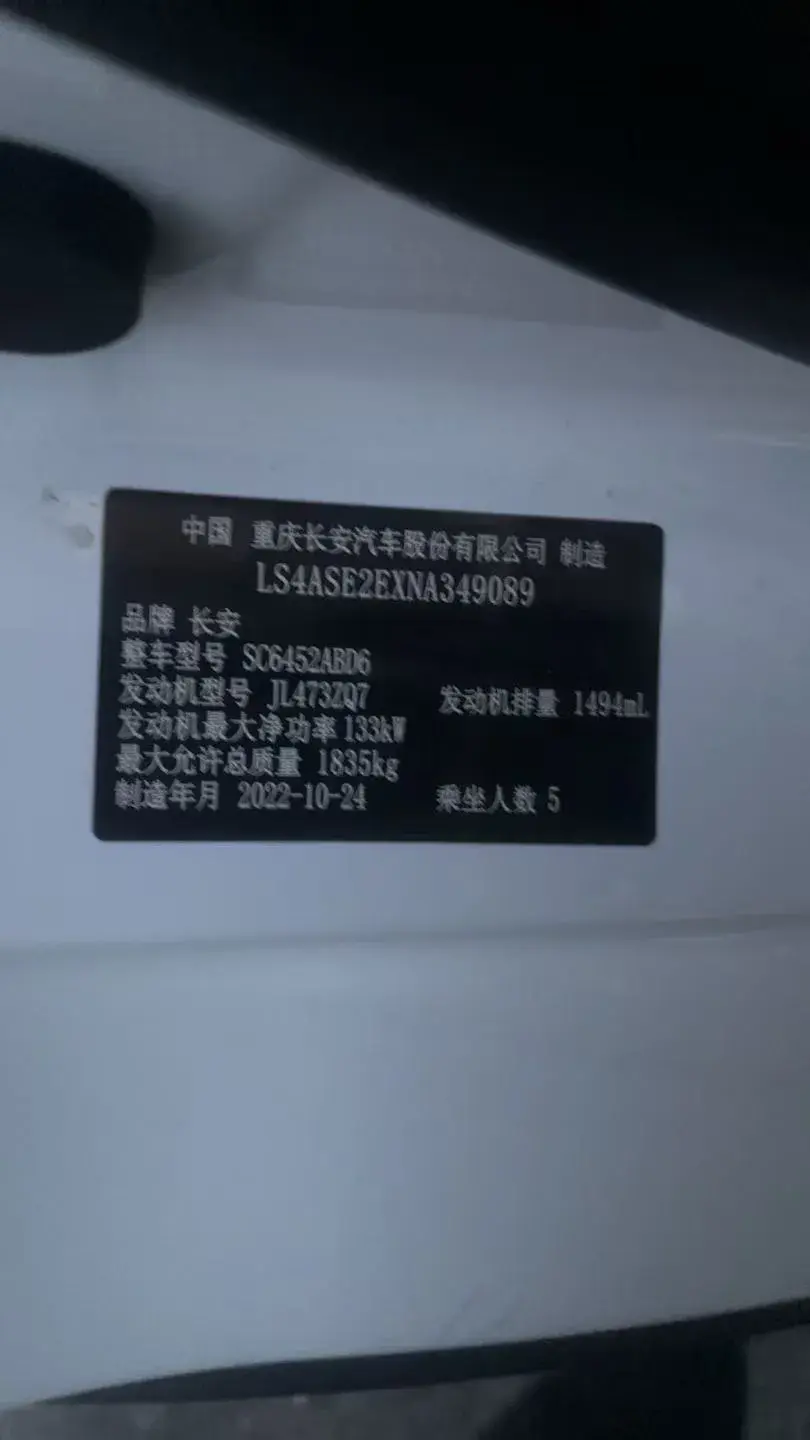 中国 重庆长安汽车股份有限公司 制造
LS4ASE2EXNA349089
品牌 长安
整车型号 SC6452ABD6
发动机型号 JL473ZQ7 发动机排量 1494mL
发动机最大净功率 133kW
最大允许总质量 1835kg
制造年月 2022-10-24 乘坐人数 5